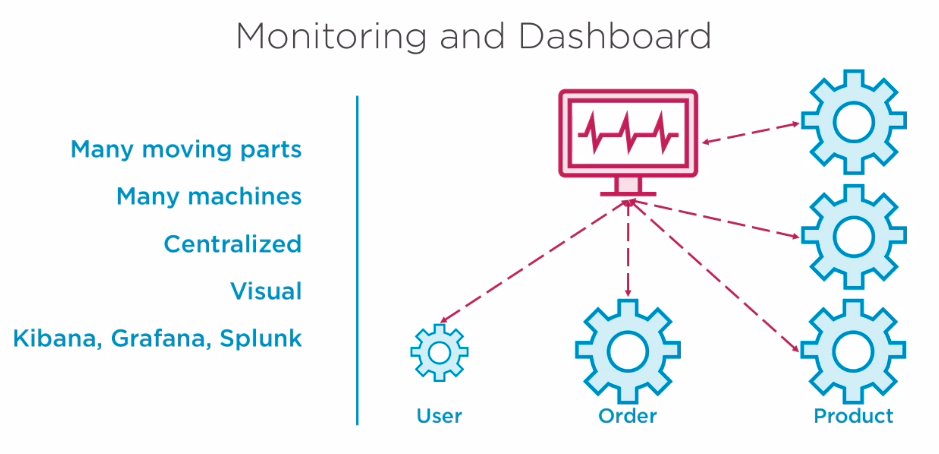 Monitoring and Dashboard
Many moving parts
Many machines
Centralized
Visual
Kibana, Grafana, Splunk
User
Order
Product